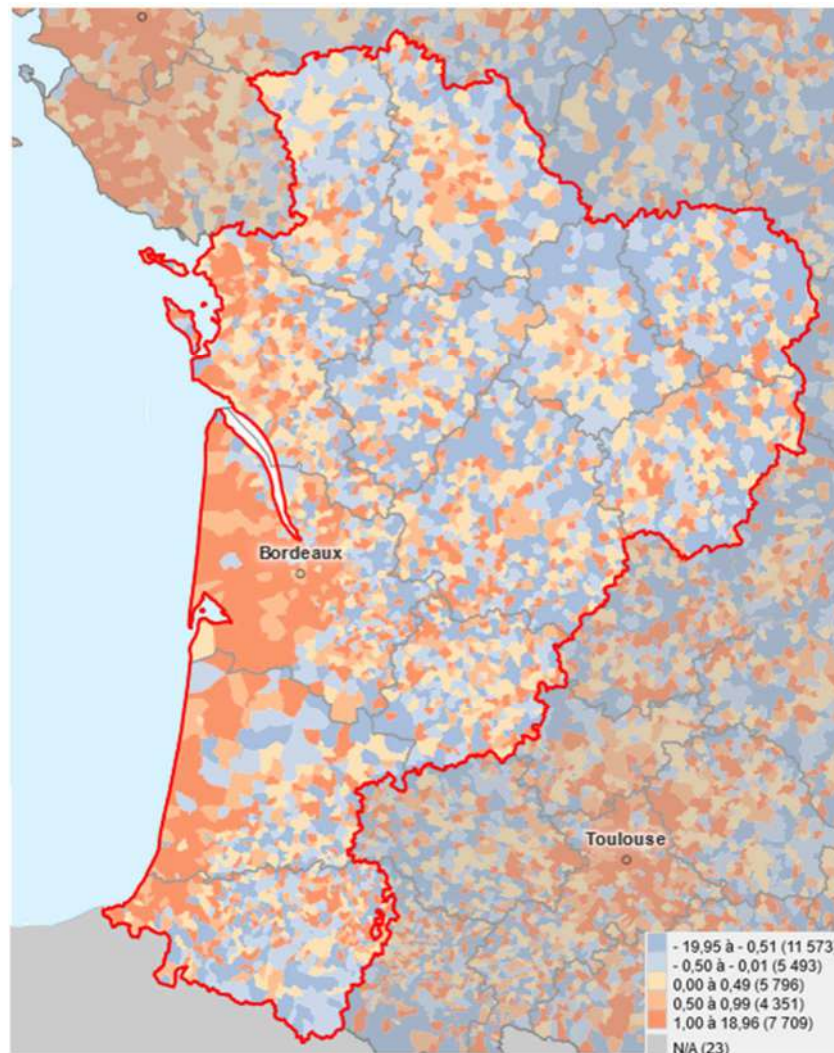 Bordeaux
Toulouse
- 19,95 à - 0,51 (11 573
- 0,50 à - 0,01 (5 493)
0,00 à 0,49 (5 796)
0,50 à 0,99 (4 351)
1,00 à 18,96 (7 709)
N/A (23)